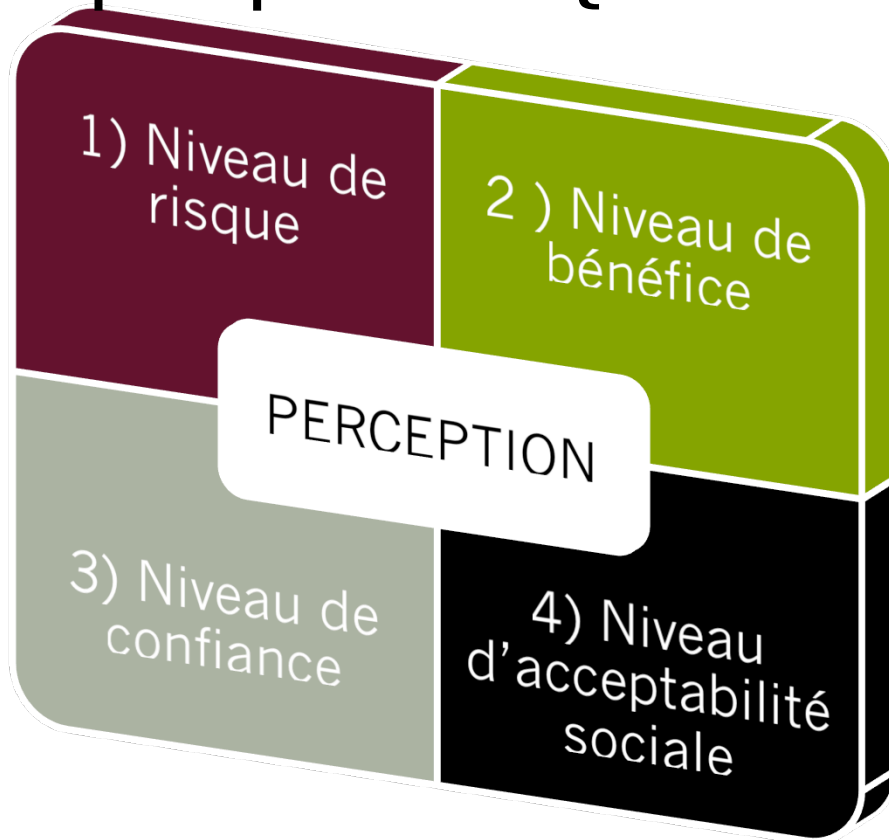 1) Niveau de
risque
2 ) Niveau de
bénéfice
PERCEPTION
3) Niveau de
confiance
4) Niveau
d’acceptabilité
sociale